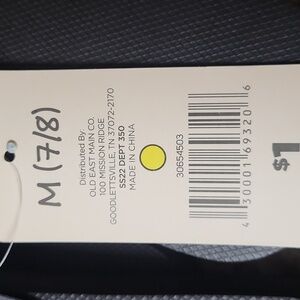 M (7/8)
Distributed By
OLD EAST MAIN CO.
100 MISSION RIDGE
GOODLETTSVILLE, TN 37072-2170
SS22 DEPT 350
MADE IN CHINA
30654503
4 30001 69320 6
$1